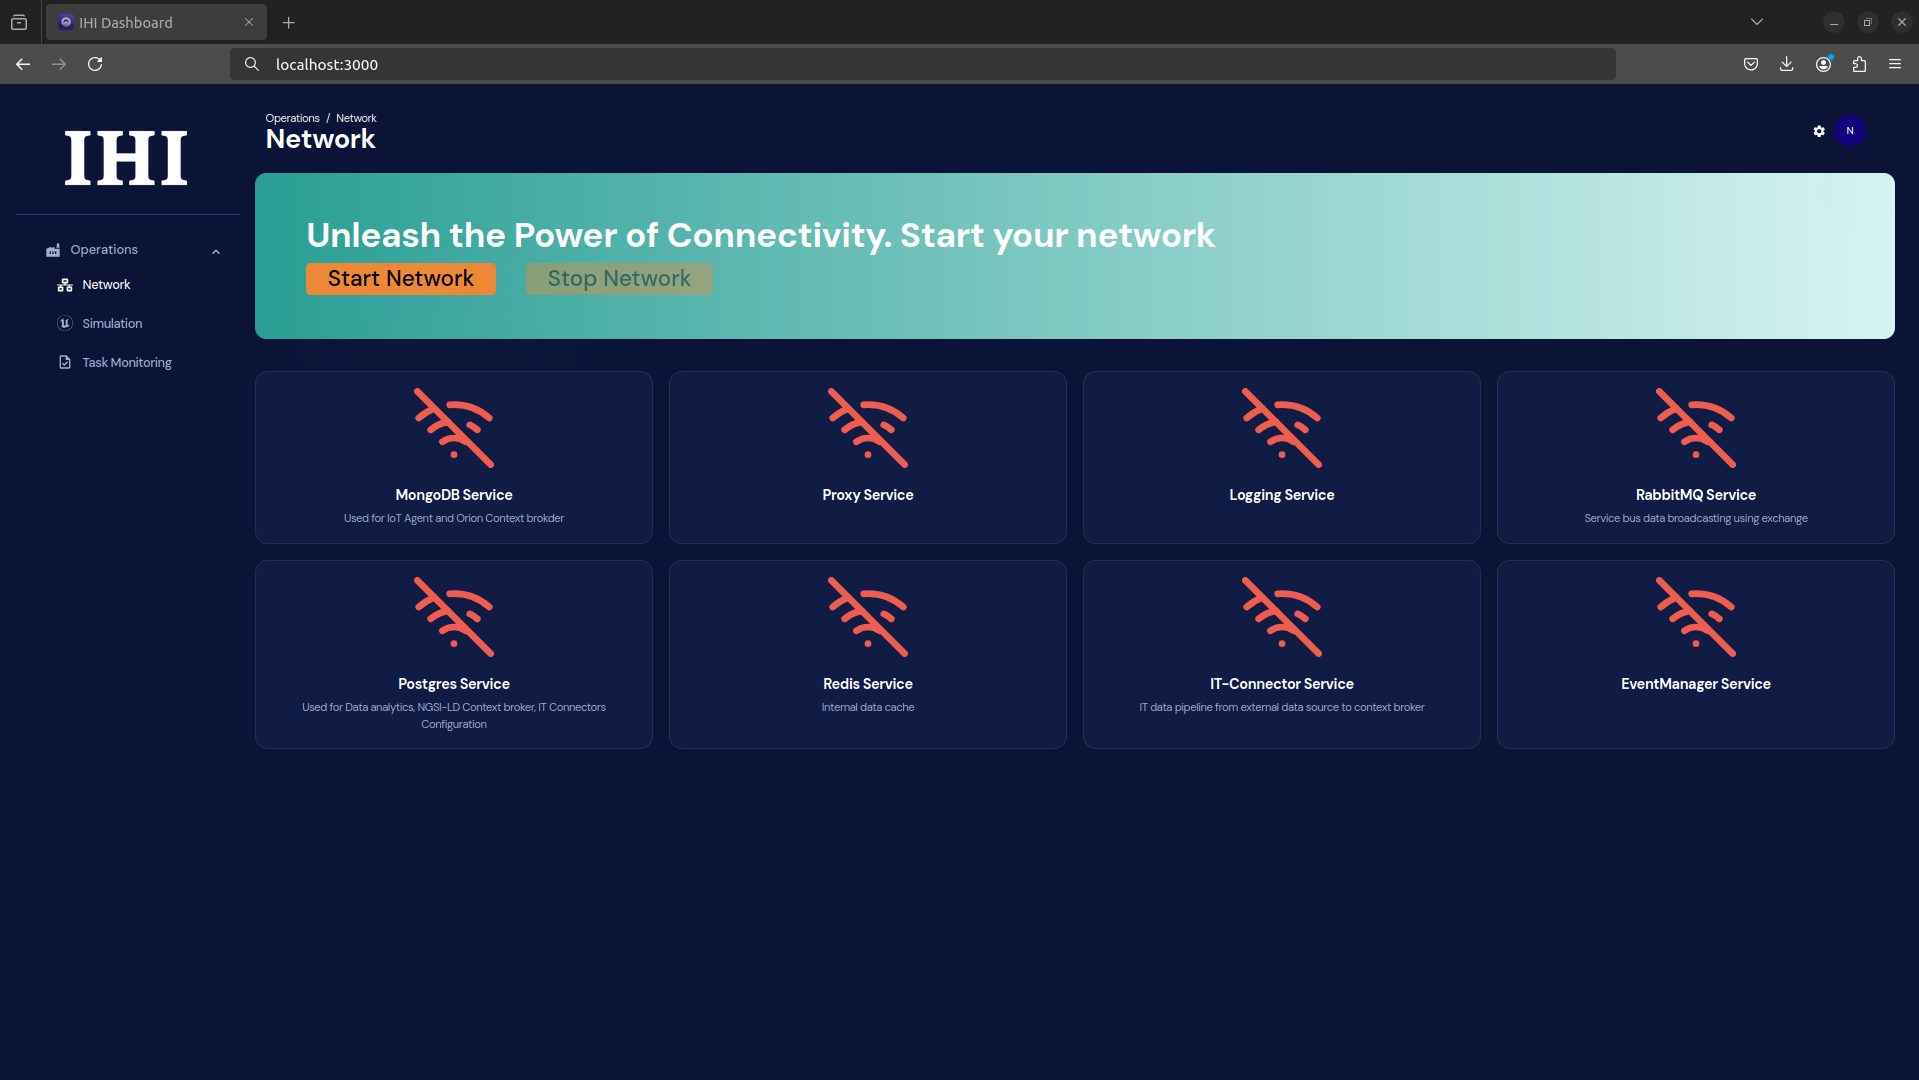 IHI Dashboard
localhost:3000
IHI
Operations / Network
Network
N
Operations
Network
Simulation
Task Monitoring
Unleash the Power of Connectivity. Start your network
Start Network Stop Network
MongoDB Service
Used for IoT Agent and Orion Context brokder
Proxy Service
Logging Service
RabbitMQ Service
Service bus data broadcasting using exchange
Postgres Service
Used for Data analytics, NGSI-LD Context broker, IT Connectors
Configuration
Redis Service
Internal data cache
IT-Connector Service
IT data pipeline from external data source to context broker
EventManager Service